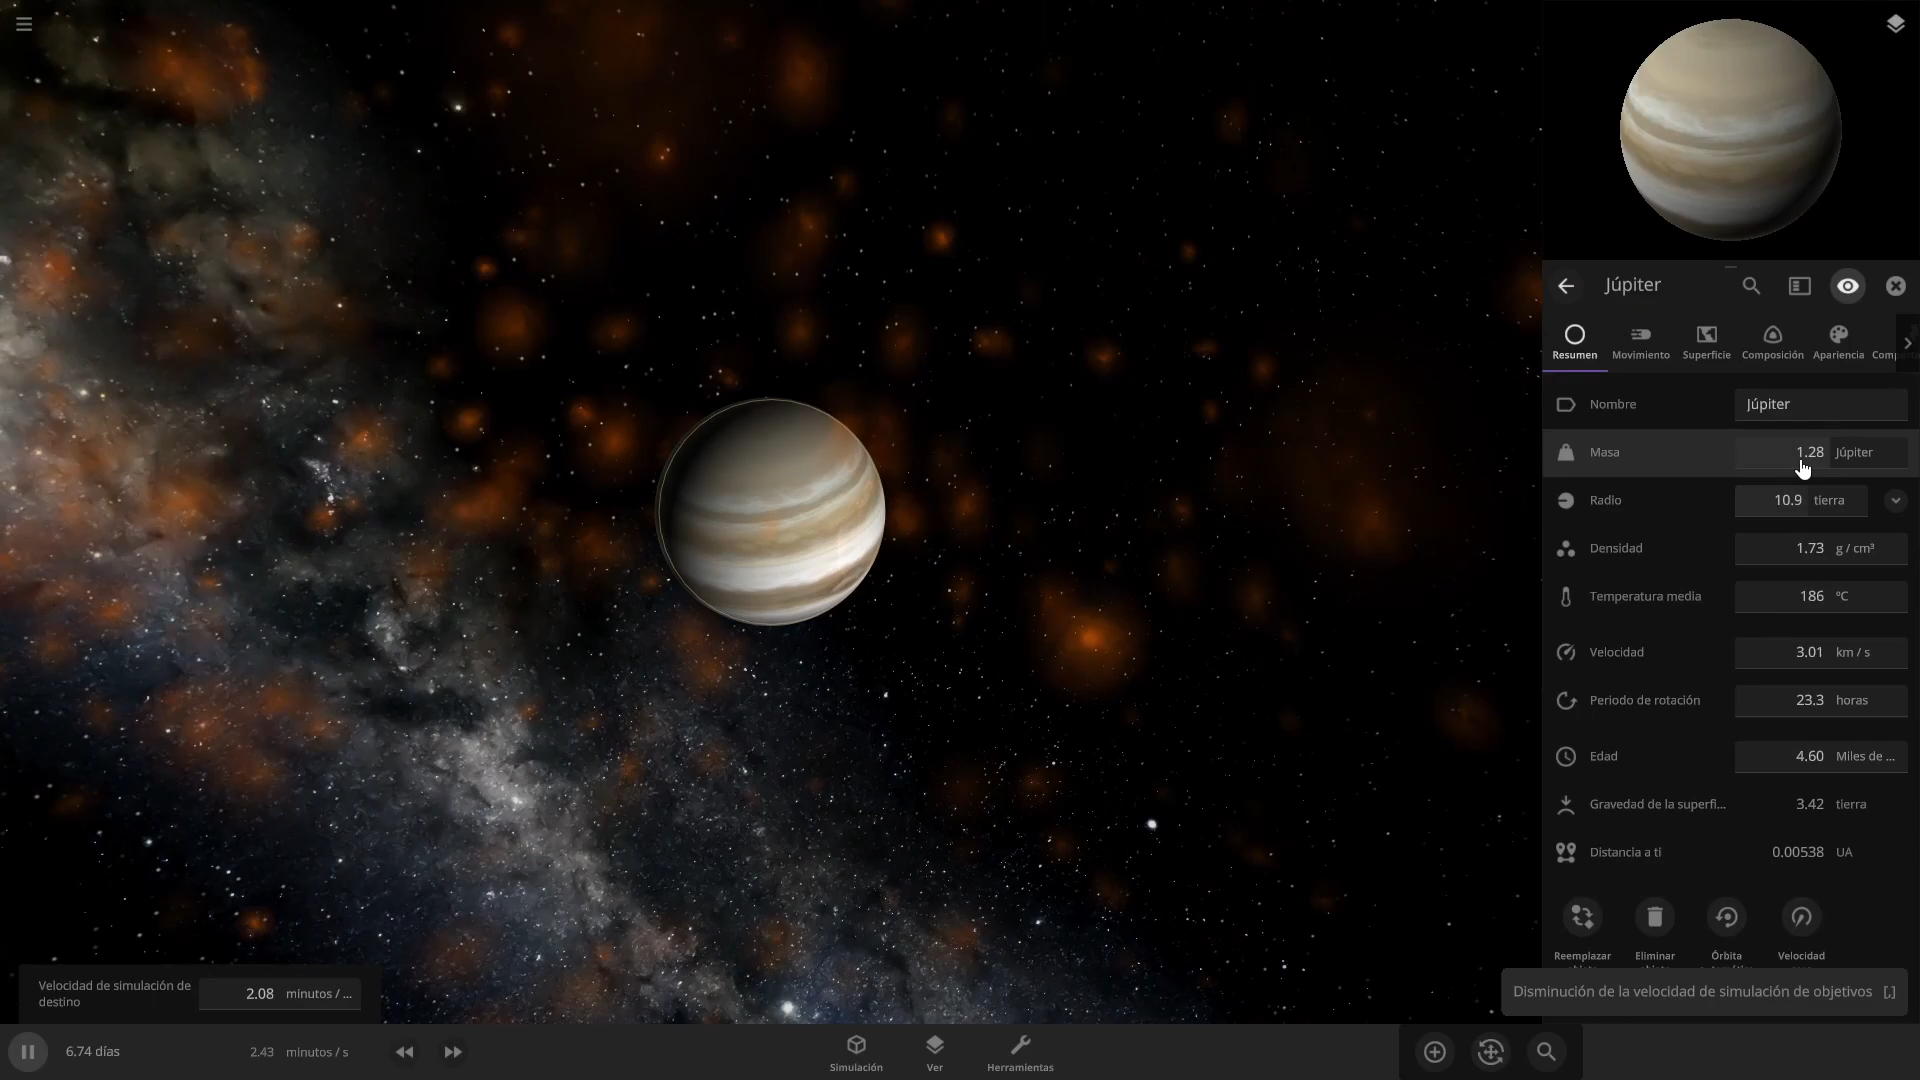 Júpiter
Resumen
Movimiento
Superficie
Composición
Apariencia
Nombre
Júpiter
Masa
1.28 Júpiter
Radio
10.9 tierra
Densidad
1.73 g / cm³
Temperatura media
186 ºC
Velocidad
3.01 km / s
Periodo de rotación
23.3 horas
Edad
4.60 Miles de ...
Gravedad de la superfi...
3.42 tierra
Distancia a ti
0.00538 UA
Reemplazar
Eliminar
Órbita
Velocidad
Disminución de la velocidad de simulación de objetivos [,]
Velocidad de simulación de
destino
2.08 minutos / ...
6.74 días
2.43 minutos / s
Simulación
Ver
Herramientas